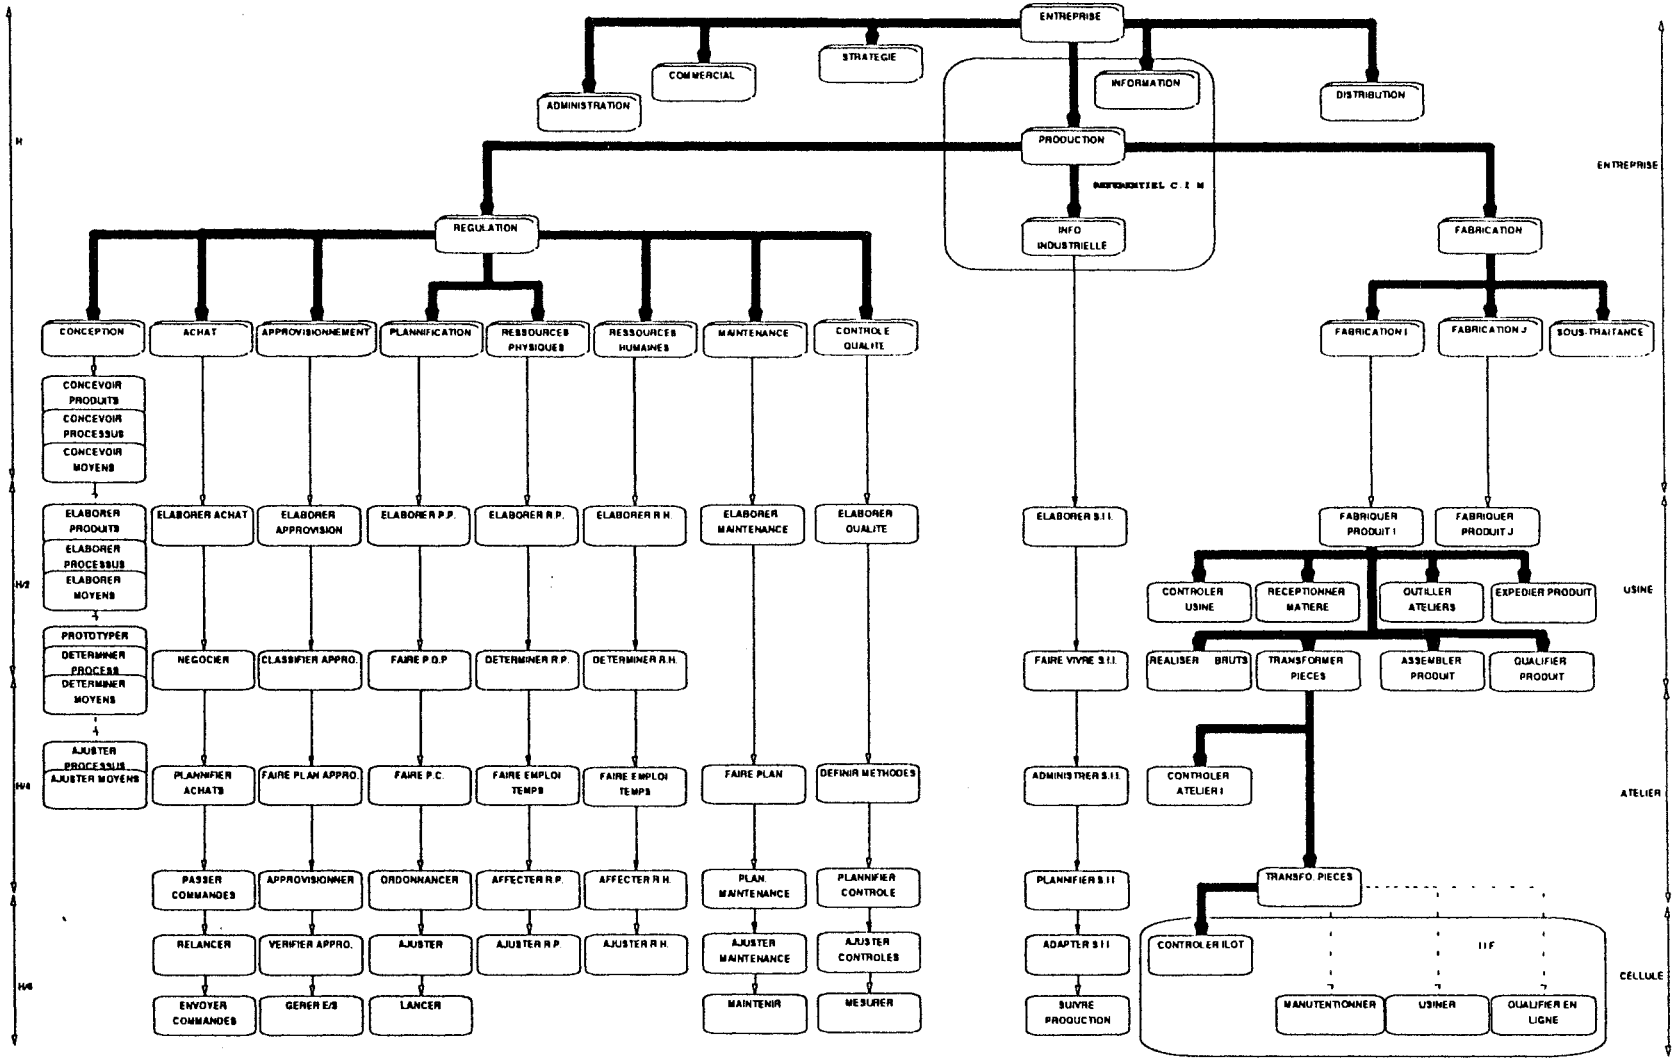 ENTREPRISE
STRATEGIE
COMMERCIAL
INFORMATION
ADMINISTRATION
DISTRIBUTION
H
PRODUCTION
ENTREPRISE
C. I. M
REGULATION
INFO
INDUSTRIELLE
FABRICATION
CONCEPTION
ACHAT
APPROVISIONNEMENT
PLANNIFICATION
RESSOURCES
PHYSIQUES
RESSOURCES
HUMAINES
MAINTENANCE
CONTROLE
QUALITE
FABRICATION I
FABRICATION J
SOUS-TRAITANCE
CONCEVOIR
PRODUITS
CONCEVOIR
PROCESSUS
CONCEVOIR
MOYENS
ELABORER
PRODUITS
ELABORER
PROCESSUS
ELABORER
MOYENS
ELABORER ACHAT
ELABORER
APPROVISION
ELABORER P.P.
ELABORER R.P.
ELABORER R.H.
ELABORER
MAINTENANCE
ELABORER
QUALITE
ELABORER S.I.I.
FABRIQUER
PRODUIT I
FABRIQUER
PRODUIT J
H/2
CONTROLER
USINE
RECEPTIONNER
MATIERE
OUTILLER
ATELIERS
EXPEDIER PRODUIT
USINE
PROTOTYPER
DETERMINER
PROCESS
DETERMINER
MOYENS
NEGOCIER
CLASSIFIER APPRO.
FAIRE P.D.P
DETERMINER R.P.
DETERMINER R.H.
FAIRE VIVRE S.I.I.
REALISER BRUTS
TRANSFORMER
PIECES
ASSEMBLER
PRODUIT
QUALIFIER
PRODUIT
AJUSTER
PROCESSUS
AJUSTER MOYENS
H/4
PLANNIFIER
ACHATS
FAIRE PLAN APPRO.
FAIRE P.C.
FAIRE EMPLOI
TEMPS
FAIRE EMPLOI
TEMPS
FAIRE PLAN
DEFINIR METHODES
ADMINISTRER S.I.I.
CONTROLER
ATELIER I
ATELIER
PASSER
COMMANDES
APPROVISIONNER
ORDONNANCER
AFFECTER R.P.
AFFECTER R.H.
PLAN.
MAINTENANCE
PLANNIFIER
CONTROLE
PLANNIFIER S.I.I.
TRANSFO. PIECES
RELANCER
VERIFIER APPRO.
AJUSTER
AJUSTER R.P.
AJUSTER R.H.
AJUSTER
MAINTENANCE
AJUSTER
CONTROLES
ADAPTER S.I.I
CONTROLER ILOT
CELLULE
ENVOYER
COMMANDES
GERER E/S
LANCER
MAINTENIR
MESURER
SUIVRE
PRODUCTION
MANUTENTIONNER
USINER
QUALIFIER EN
LIGNE